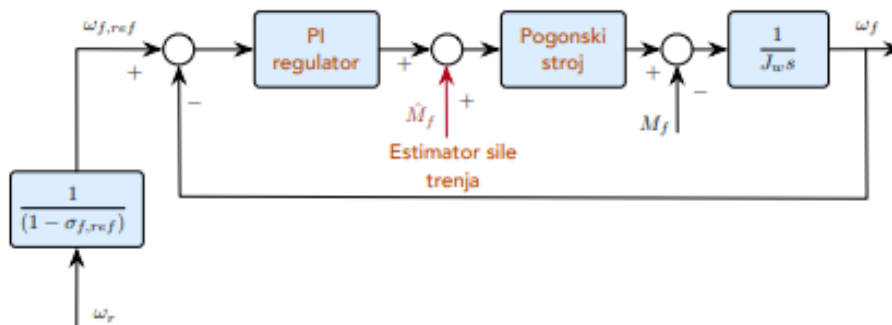 ω_{f,ref}
+
−
PI
regulator
+
+
M̂_f
Estimator sile
trenja
Pogonski
stroj
+
−
M_f
1
J_w s
ω_f
1
(1 − σ_{f,ref})
ω_r